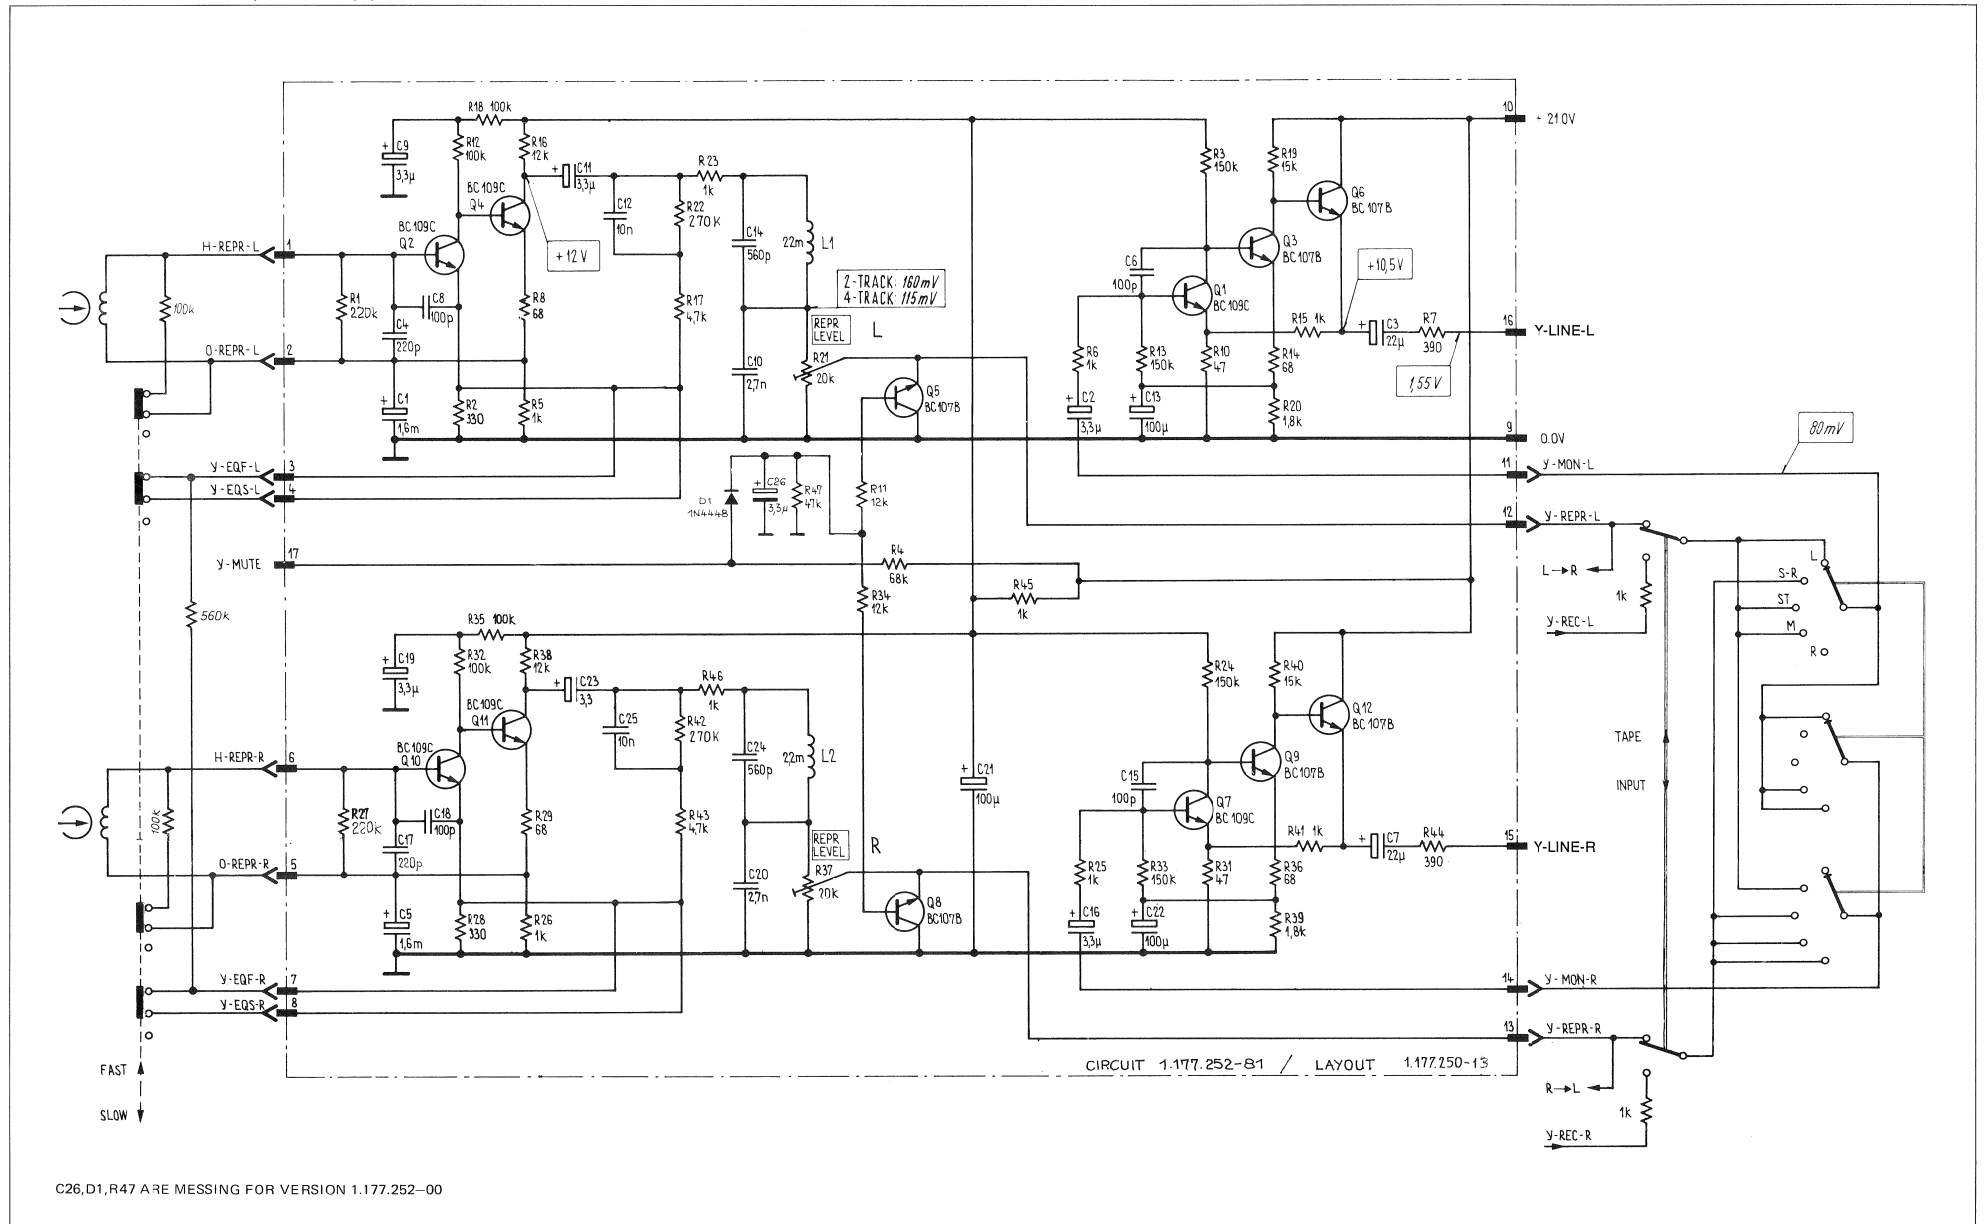 R18 100k
C9
+
3,3µ
R12
100k
R16
12k
C11
+
3,3µ
R23
1k
BC109C
Q4
C12
10n
R22
270K
BC109C
Q2
+12V
C14
560p
22m
L1
2-TRACK: 160mV
4-TRACK: 115mV
H-REPR-L
1
100k
R1
220k
C8
100p
C4
220p
R8
68
R17
4,7k
REPR
LEVEL
L
O-REPR-L
2
C10
2,7n
R21
20k
Q5
BC107B
+
C1
1,6m
R2
330
R5
1k
R3
150k
R19
15k
Q6
BC107B
10
+ 21.0V
C6
100p
Q3
BC107B
+10,5V
Q1
BC109C
R15 1k
+
C3
22µ
R7
390
16
Y-LINE-L
R6
1k
R13
150k
R10
47
R14
68
1,55V
+
C2
3,3µ
+
C13
100µ
R20
1,8k
9
0.0V
80mV
Y-EQF-L
3
Y-EQS-L
4
11
Y-MON-L
D1
1N4448
+
C26
3,3µ
R47
47k
R11
12k
12
Y-REPR-L
560k
Y-MUTE
17
R4
68k
R34
12k
R45
1k
L→R
1k
Y-REC-L
L
S-R
ST
M
R
R35 100k
C19
+
3,3µ
R32
100k
R38
12k
+
C23
3,3
R46
1k
BC109C
Q11
C25
10n
R42
270K
BC109C
Q10
C24
560p
22m
L2
H-REPR-R
6
100k
R27
220k
C18
100p
C17
220p
R29
68
R43
4,7k
REPR
LEVEL
R
O-REPR-R
5
C20
2,7n
R37
20k
Q8
BC107B
+
C5
1,6m
R28
330
R26
1k
+
C21
100µ
R24
150k
R40
15k
Q12
BC107B
C15
100p
Q9
BC107B
Q7
BC109C
R41 1k
+
C7
22µ
R44
390
15
Y-LINE-R
R25
1k
R33
150k
R31
47
R36
68
+
C16
3,3µ
+
C22
100µ
R39
1,8k
TAPE
INPUT
Y-EQF-R
7
Y-EQS-R
8
14
Y-MON-R
13
Y-REPR-R
R→L
1k
Y-REC-R
FAST
SLOW
CIRCUIT 1.177.252-81 / LAYOUT 1.177.250-13
C26,D1,R47 ARE MESSING FOR VERSION 1.177.252–00